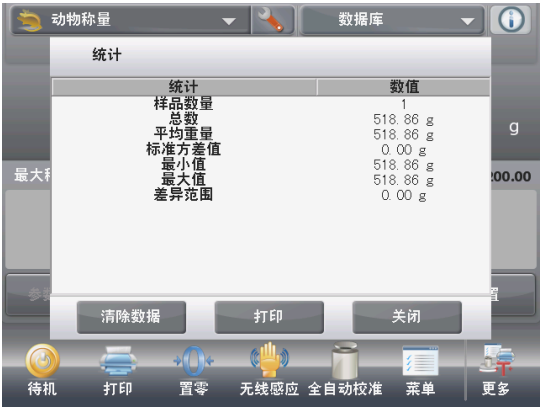 动物称量 数据库
统计
统计 数值
样品数量 1
总数 518.86 g
平均重量 518.86 g
标准方差值 0.00 g
最小值 518.86 g
最大值 518.86 g
差异范围 0.00 g
g
最大 200.00
清除数据 打印 关闭
待机 打印 置零 无线感应 全自动校准 菜单 更多